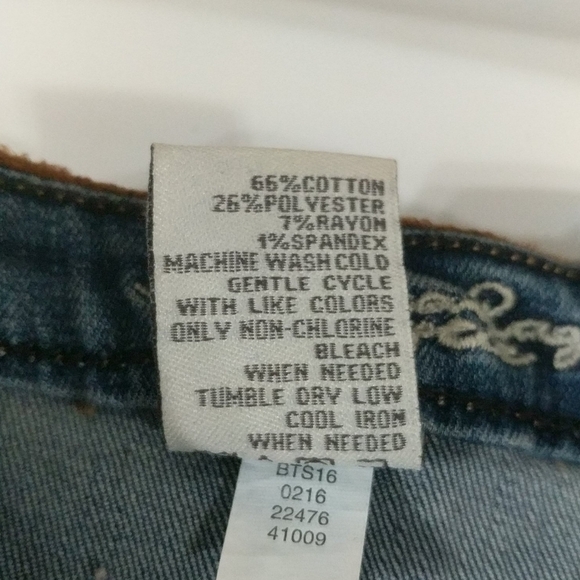 66%COTTON
26%POLYESTER
7%RAYON
1%SPANDEX
MACHINE WASH COLD
GENTLE CYCLE
WITH LIKE COLORS
ONLY NON-CHLORINE
BLEACH
WHEN NEEDED
TUMBLE DRY LOW
COOL IRON
WHEN NEEDED
BTS16
0216
22476
41009